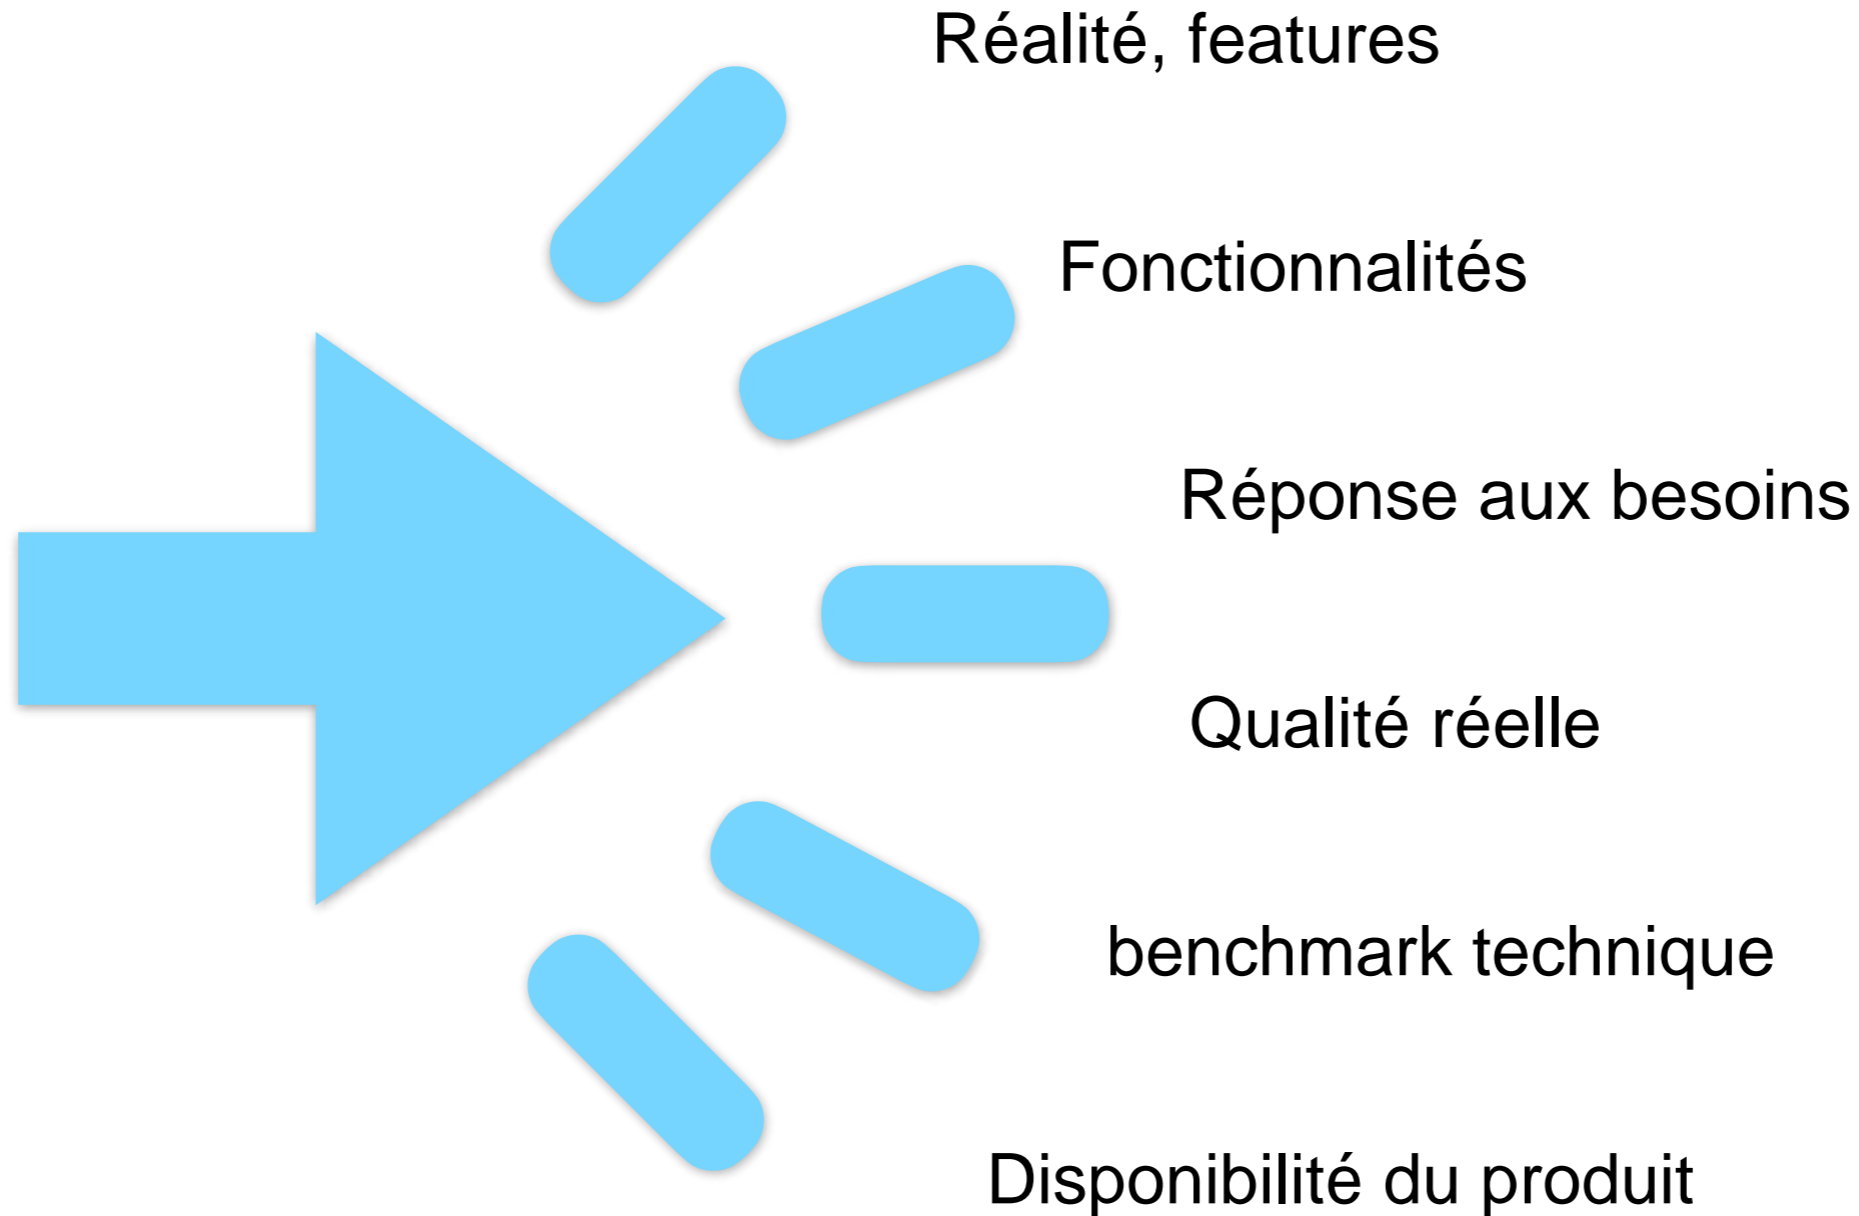 Réalité, features
Fonctionnalités
Réponse aux besoins
Qualité réelle
benchmark technique
Disponibilité du produit